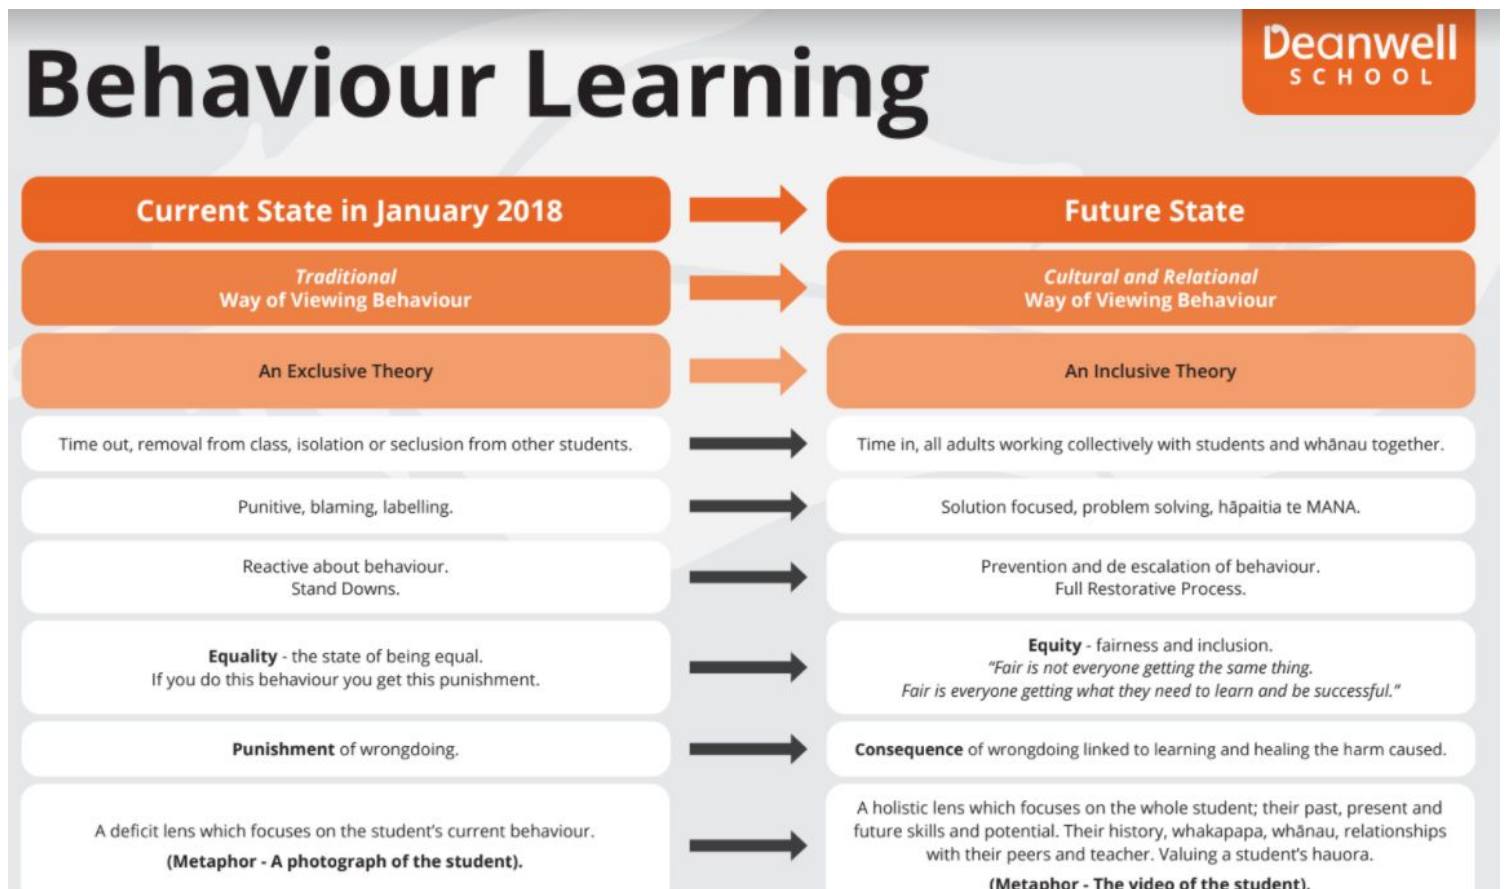 Behaviour Learning
Deanwell
SCHOOL
Current State in January 2018
Future State
Traditional
Way of Viewing Behaviour
Cultural and Relational
Way of Viewing Behaviour
An Exclusive Theory
An Inclusive Theory
Time out, removal from class, isolation or seclusion from other students.
Time in, all adults working collectively with students and whānau together.
Punitive, blaming, labelling.
Solution focused, problem solving, hāpaitia te MANA.
Reactive about behaviour.
Stand Downs.
Prevention and de escalation of behaviour.
Full Restorative Process.
Equality - the state of being equal.
If you do this behaviour you get this punishment.
Equity - fairness and inclusion.
“Fair is not everyone getting the same thing.
Fair is everyone getting what they need to learn and be successful.”
Punishment of wrongdoing.
Consequence of wrongdoing linked to learning and healing the harm caused.
A deficit lens which focuses on the student’s current behaviour.
(Metaphor - A photograph of the student).
A holistic lens which focuses on the whole student; their past, present and
future skills and potential. Their history, whakapapa, whānau, relationships
with their peers and teacher. Valuing a student’s hauora.
(Metaphor - The video of the student).